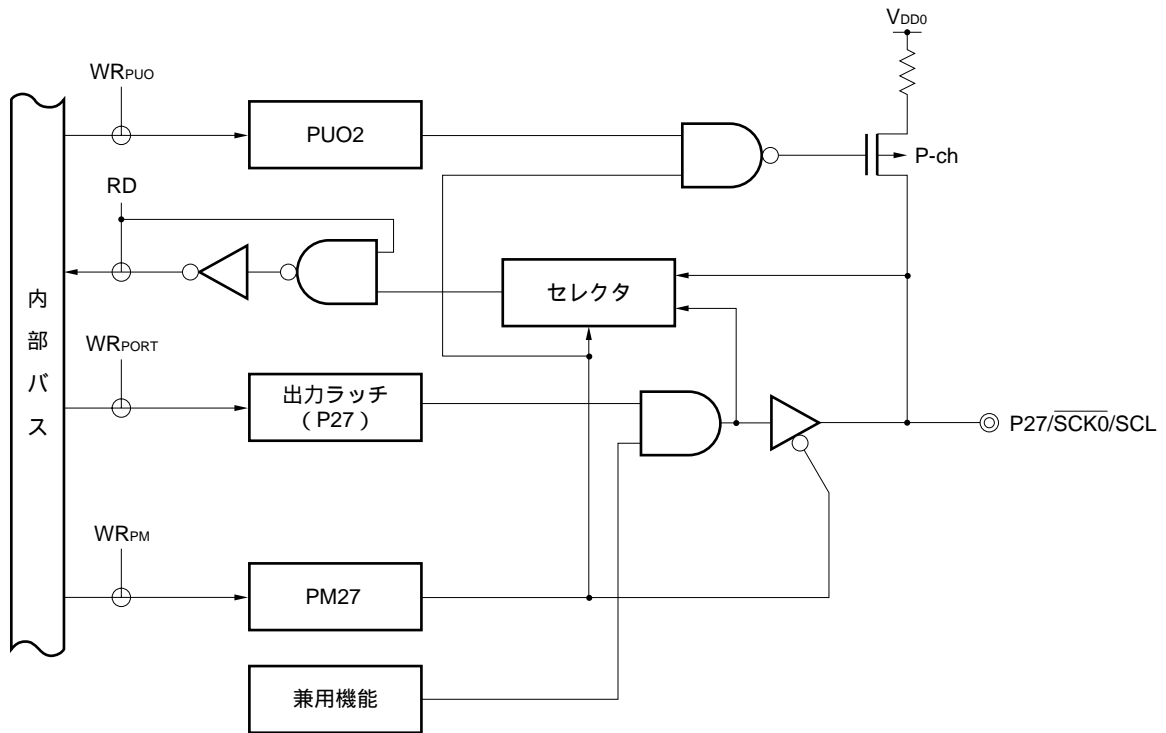 VDD0
WRPUO
PUO2
P-ch
RD
セレクタ
内部バス
WRPORT
出力ラッチ
(P27)
P27/SCK0/SCL
WRPM
PM27
兼用機能